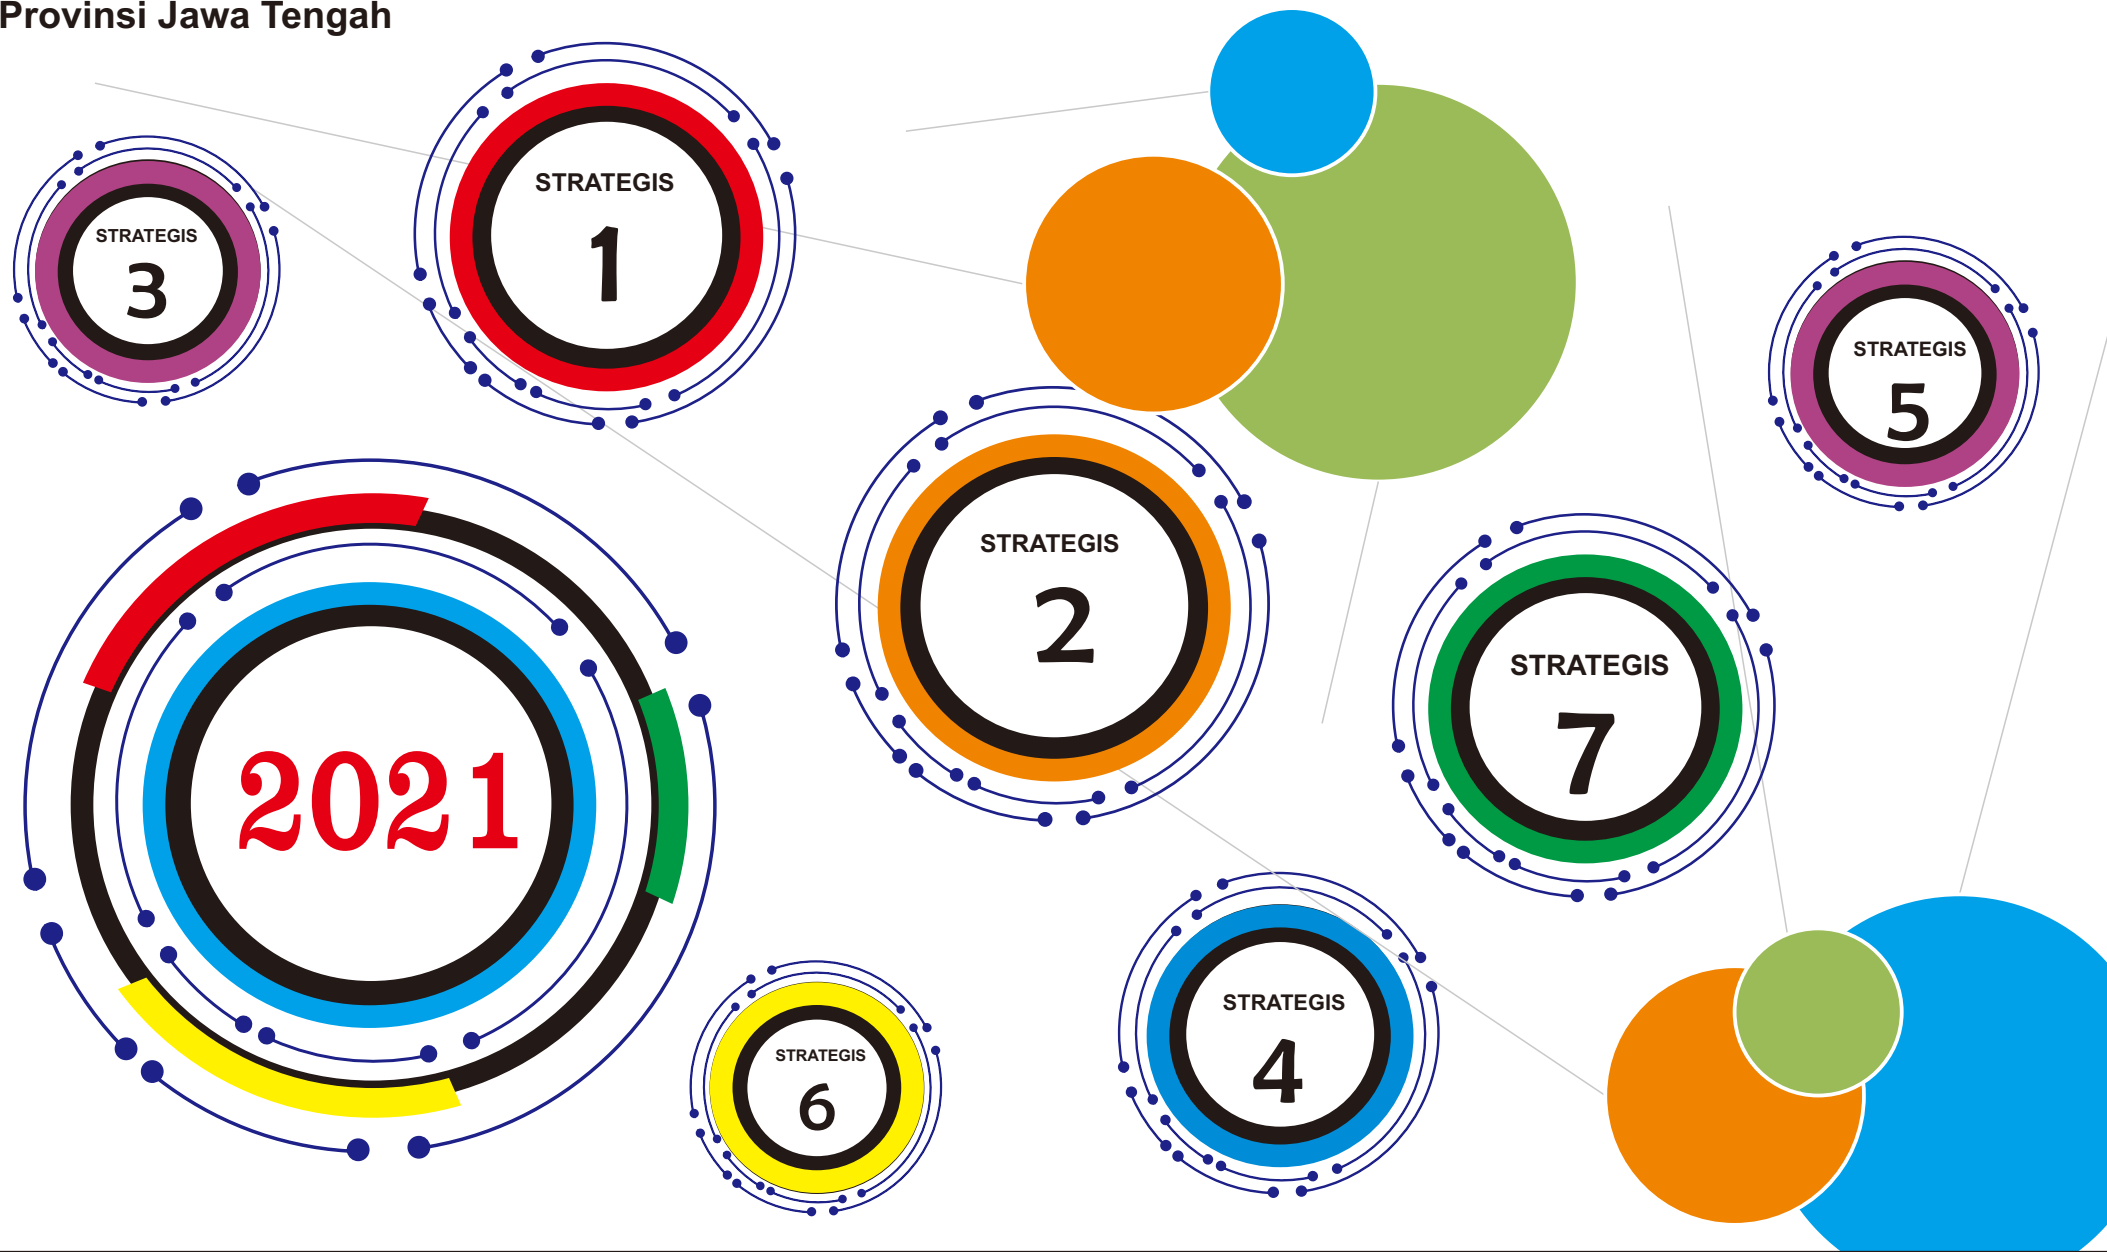 Provinsi Jawa Tengah
STRATEGIS
1
STRATEGIS
3
STRATEGIS
5
STRATEGIS
2
STRATEGIS
7
2021
STRATEGIS
4
STRATEGIS
6